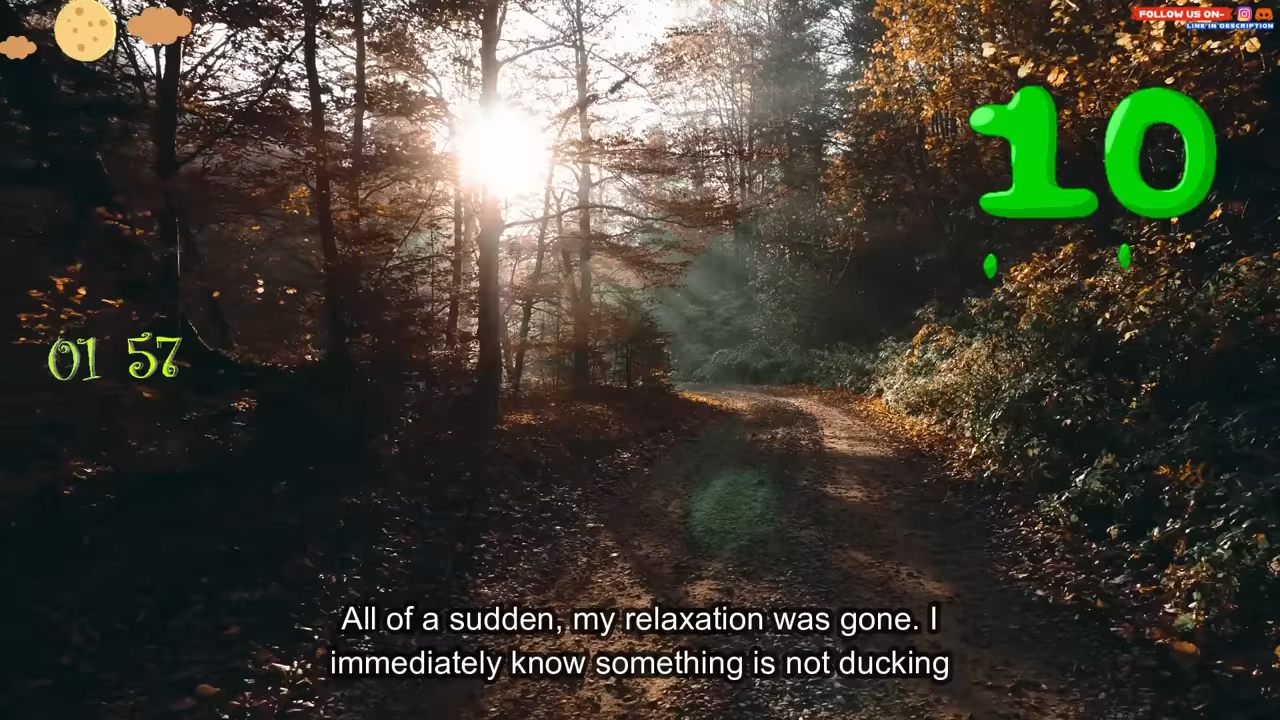 FOLLOW US ON-
LINK IN DESCRIPTION
10
01 57
All of a sudden, my relaxation was gone. I
immediately know something is not ducking